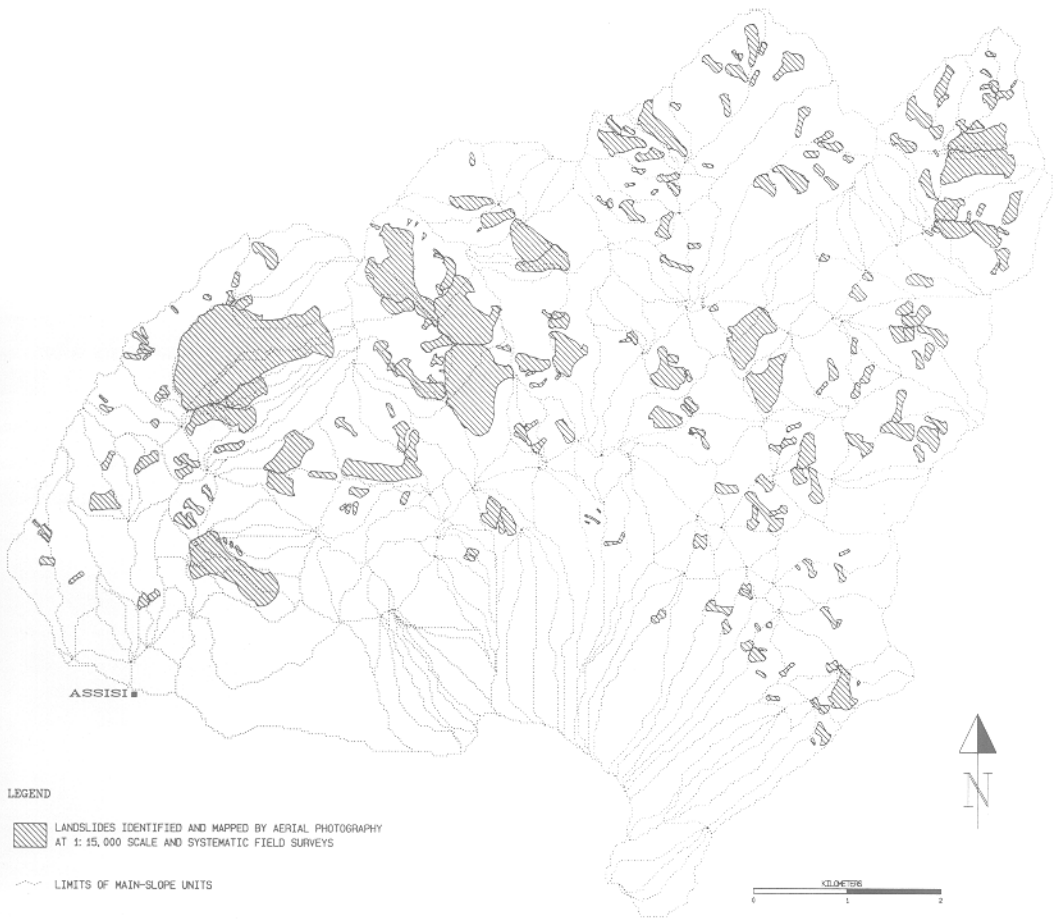 ASSISI
N
LEGEND
LANDSLIDES IDENTIFIED AND MAPPED BY AERIAL PHOTOGRAPHY
AT 1:15,000 SCALE AND SYSTEMATIC FIELD SURVEYS
LIMITS OF MAIN-SLOPE UNITS
KILOMETERS
0 1 2